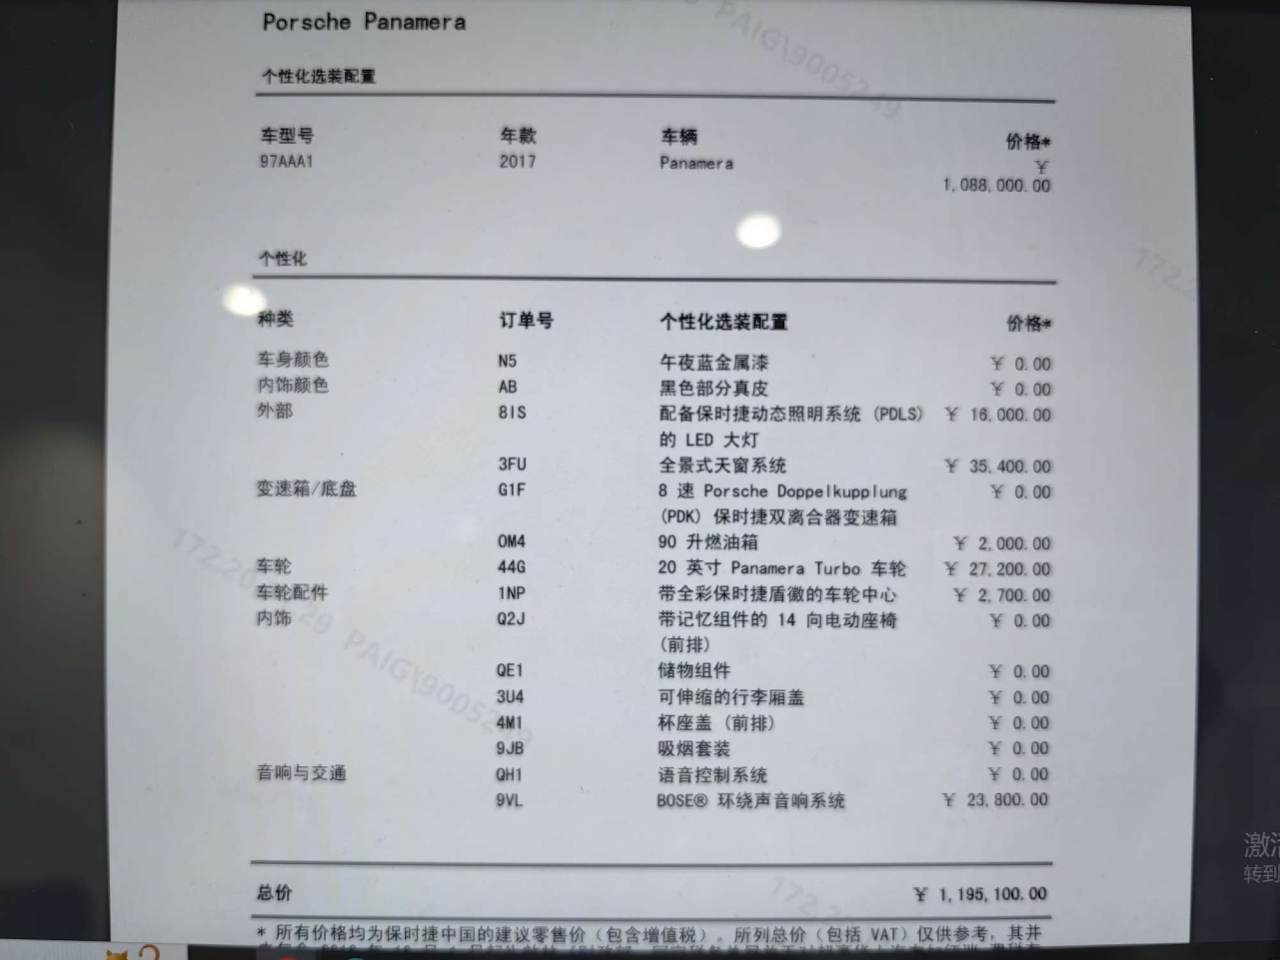 Porsche Panamera
个性化选装配置
车型号 年款 车辆 价格*
97AAA1 2017 Panamera ¥
1,088,000.00
个性化
种类 订单号 个性化选装配置 价格*
车身颜色 N5 午夜蓝金属漆 ¥ 0.00
内饰颜色 AB 黑色部分真皮 ¥ 0.00
外部 8IS 配备保时捷动态照明系统 (PDLS) ¥ 16,000.00
的 LED 大灯
3FU 全景式天窗系统 ¥ 35,400.00
变速箱/底盘 G1F 8 速 Porsche Doppelkupplung ¥ 0.00
(PDK) 保时捷双离合器变速箱
0M4 90 升燃油箱 ¥ 2,000.00
车轮 44G 20 英寸 Panamera Turbo 车轮 ¥ 27,200.00
车轮配件 1NP 带全彩保时捷盾徽的车轮中心 ¥ 2,700.00
内饰 Q2J 带记忆组件的 14 向电动座椅 ¥ 0.00
(前排)
QE1 储物组件 ¥ 0.00
3U4 可伸缩的行李厢盖 ¥ 0.00
4M1 杯座盖 (前排) ¥ 0.00
9JB 吸烟套装 ¥ 0.00
音响与交通 QH1 语音控制系统 ¥ 0.00
9VL BOSE® 环绕声音响系统 ¥ 23,800.00
总价 ¥ 1,195,100.00
* 所有价格均为保时捷中国的建议零售价（包含增值税）。所列总价（包括 VAT）仅供参考，其并
PAIG\9005249
PAIG\9005249
172.20
172.2
激活
转到